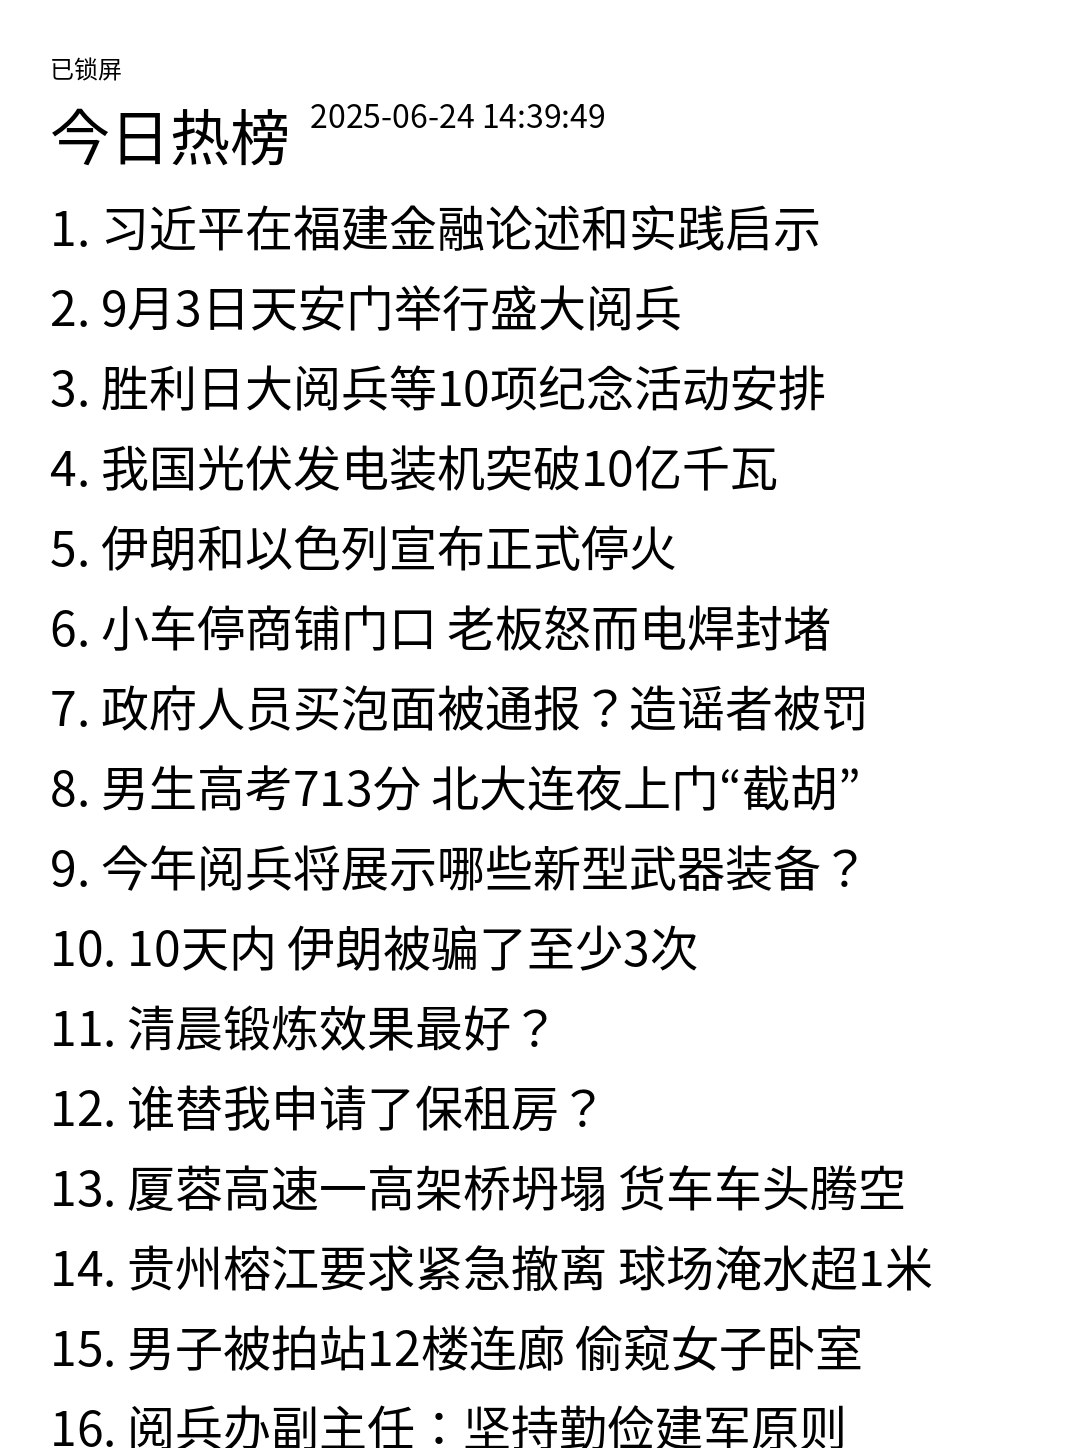 已锁屏
今日热榜 2025-06-24 14:39:49
1. 习近平在福建金融论述和实践启示
2. 9月3日天安门举行盛大阅兵
3. 胜利日大阅兵等10项纪念活动安排
4. 我国光伏发电装机突破10亿千瓦
5. 伊朗和以色列宣布正式停火
6. 小车停商铺门口 老板怒而电焊封堵
7. 政府人员买泡面被通报？造谣者被罚
8. 男生高考713分 北大连夜上门“截胡”
9. 今年阅兵将展示哪些新型武器装备？
10. 10天内 伊朗被骗了至少3次
11. 清晨锻炼效果最好？
12. 谁替我申请了保租房？
13. 厦蓉高速一高架桥坍塌 货车车头腾空
14. 贵州榕江要求紧急撤离 球场淹水超1米
15. 男子被拍站12楼连廊 偷窥女子卧室
16. 阅兵办副主任：坚持勤俭建军原则